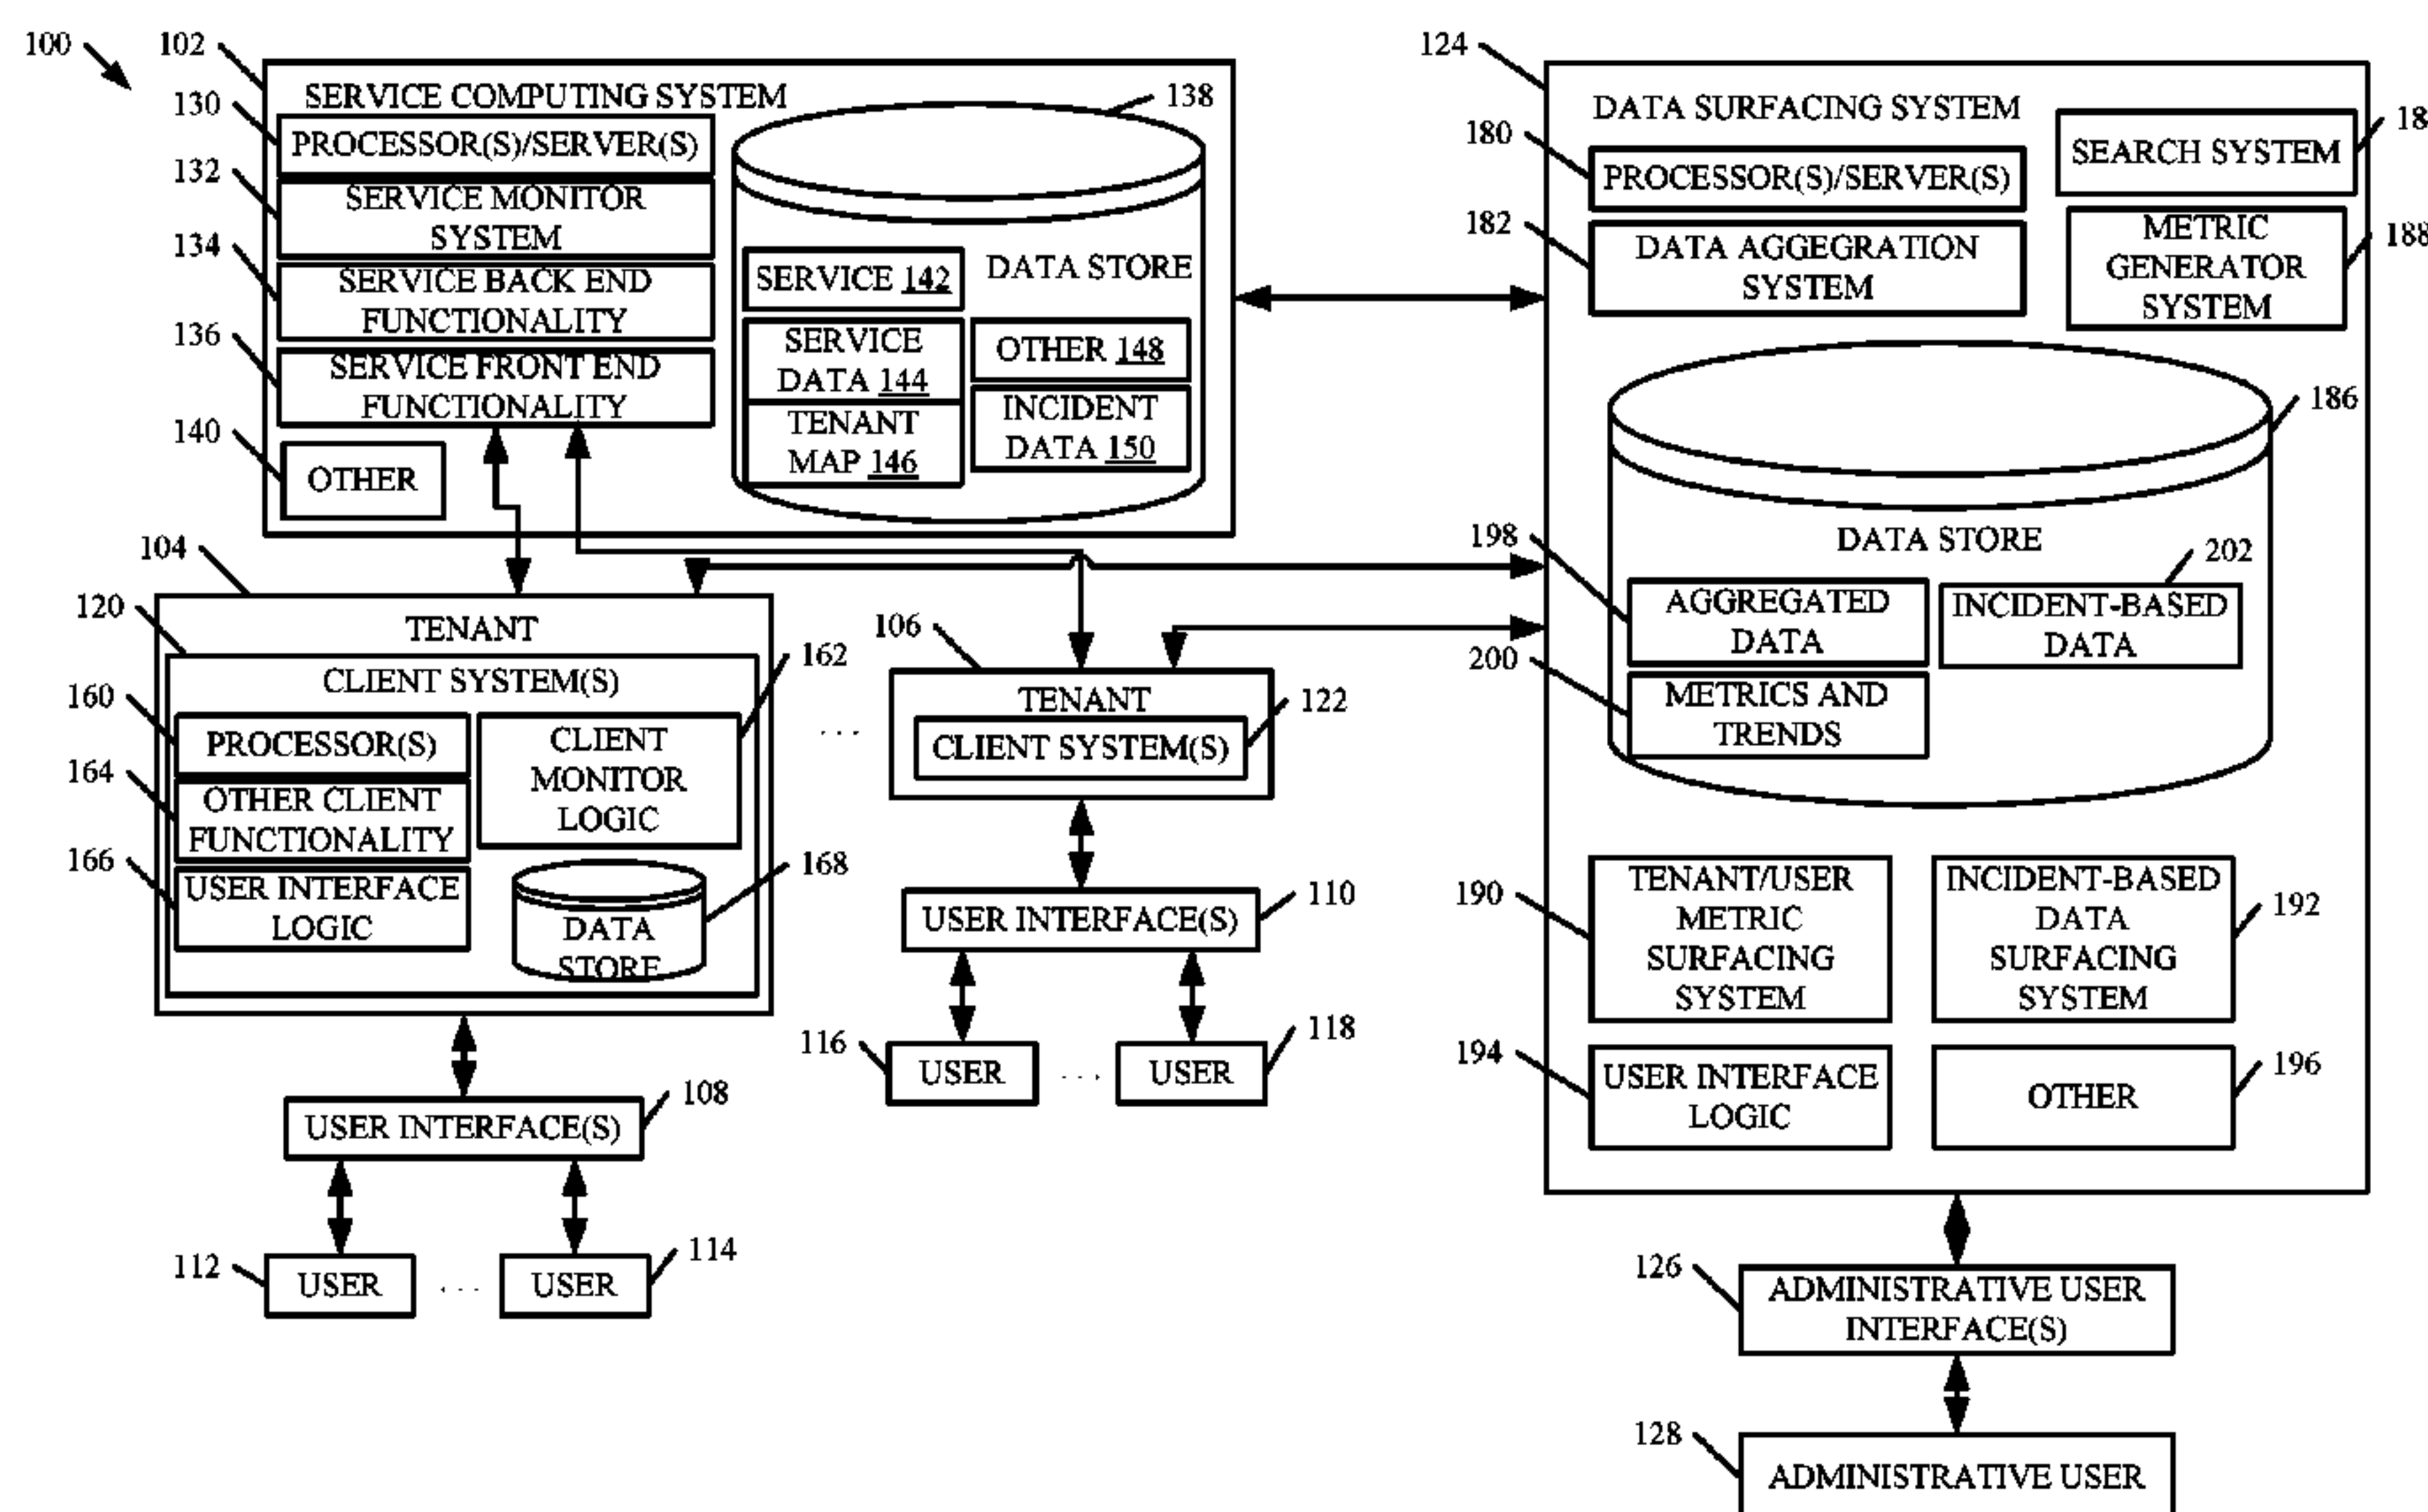 100
102
SERVICE COMPUTING SYSTEM
130
PROCESSOR(S)/SERVER(S)
132
SERVICE MONITOR
SYSTEM
134
SERVICE BACK END
FUNCTIONALITY
136
SERVICE FRONT END
FUNCTIONALITY
140
OTHER
138
DATA STORE
SERVICE 142
SERVICE
DATA 144
TENANT
MAP 146
OTHER 148
INCIDENT
DATA 150
104
TENANT
120
CLIENT SYSTEM(S)
160
PROCESSOR(S)
162
CLIENT
MONITOR
LOGIC
164
OTHER CLIENT
FUNCTIONALITY
166
USER INTERFACE
LOGIC
168
DATA
STORE
108
USER INTERFACE(S)
112
USER
. . .
114
USER
. . .
106
TENANT
122
CLIENT SYSTEM(S)
110
USER INTERFACE(S)
116
USER
. . .
118
USER
124
DATA SURFACING SYSTEM
180
PROCESSOR(S)/SERVER(S)
18
SEARCH SYSTEM
182
DATA AGGEGRATION
SYSTEM
188
METRIC
GENERATOR
SYSTEM
186
DATA STORE
198
AGGREGATED
DATA
202
INCIDENT-BASED
DATA
200
METRICS AND
TRENDS
190
TENANT/USER
METRIC
SURFACING
SYSTEM
192
INCIDENT-BASED
DATA
SURFACING
SYSTEM
194
USER INTERFACE
LOGIC
196
OTHER
126
ADMINISTRATIVE USER
INTERFACE(S)
128
ADMINISTRATIVE USER